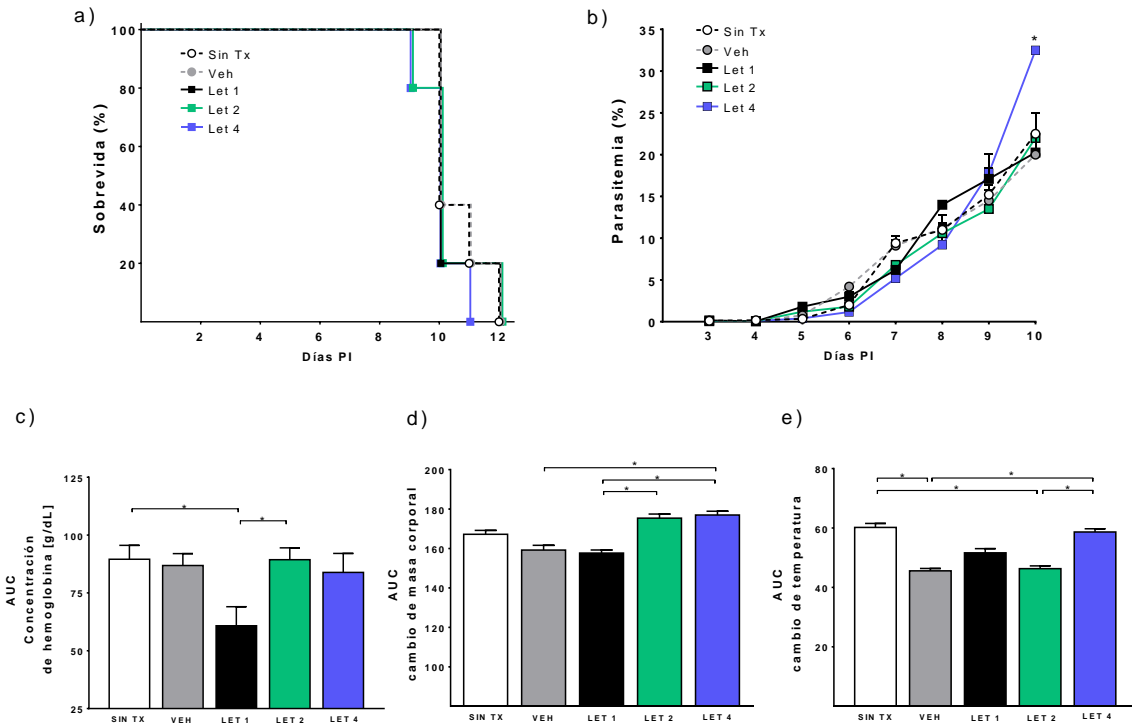 a)
100
80
60
40
20
Sobrevida (%)
Sin Tx
Veh
Let 1
Let 2
Let 4
2 4 6 8 10 12
Días PI
b)
*
35
30
25
20
15
10
5
0
Parasitemia (%)
Sin Tx
Veh
Let 1
Let 2
Let 4
3 4 5 6 7 8 9 10
Días PI
c)
125
100
75
50
25
AUC
Concentración
de hemoglobina [g/dL]
* *
SIN TX VEH LET 1 LET 2 LET 4
d)
200
180
160
140
120
100
AUC
cambio de masa corporal
*
*
*
SIN TX VEH LET 1 LET 2 LET 4
e)
80
60
40
20
AUC
cambio de temperatura
* *
* *
SIN TX VEH LET 1 LET 2 LET 4